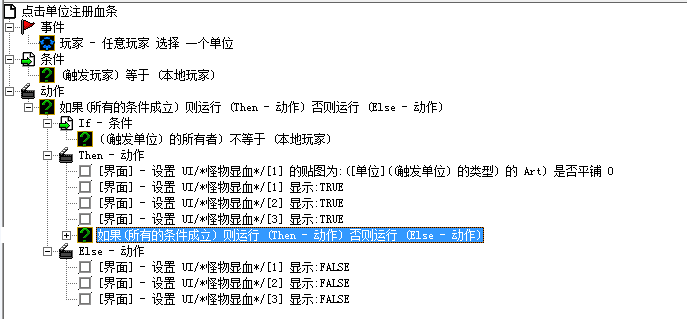 点击单位注册血条
事件
玩家 - 任意玩家 选择 一个单位
条件
(触发玩家) 等于 (本地玩家)
动作
如果(所有的条件成立) 则运行 (Then - 动作) 否则运行 (Else - 动作)
If - 条件
((触发单位) 的所有者) 不等于 (本地玩家)
Then - 动作
[界面] - 设置 UI/*怪物显血*/[1] 的贴图为:([单位]((触发单位) 的类型) 的 Art) 是否平铺 0
[界面] - 设置 UI/*怪物显血*/[1] 显示:TRUE
[界面] - 设置 UI/*怪物显血*/[2] 显示:TRUE
[界面] - 设置 UI/*怪物显血*/[3] 显示:TRUE
如果(所有的条件成立) 则运行 (Then - 动作) 否则运行 (Else - 动作)
Else - 动作
[界面] - 设置 UI/*怪物显血*/[1] 显示:FALSE
[界面] - 设置 UI/*怪物显血*/[2] 显示:FALSE
[界面] - 设置 UI/*怪物显血*/[3] 显示:FALSE